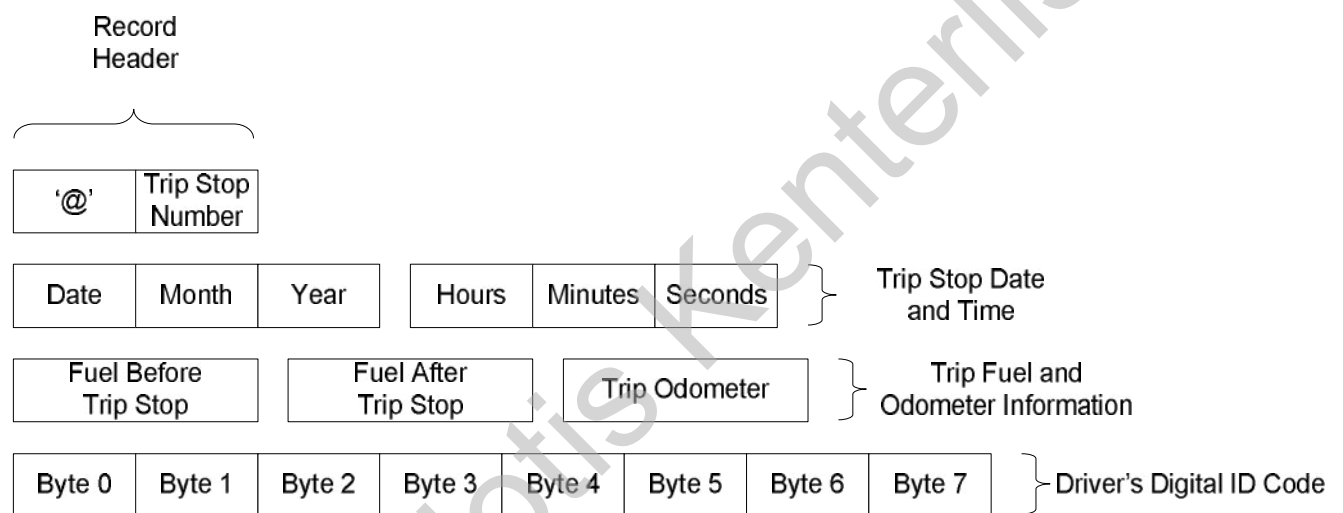 Record
Header
‘@’ Trip Stop
Number
Date Month Year Hours Minutes Seconds Trip Stop Date
and Time
Fuel Before Fuel After Trip Odometer Trip Fuel and
Trip Stop Trip Stop Odometer Information
Byte 0 Byte 1 Byte 2 Byte 3 Byte 4 Byte 5 Byte 6 Byte 7 Driver’s Digital ID Code